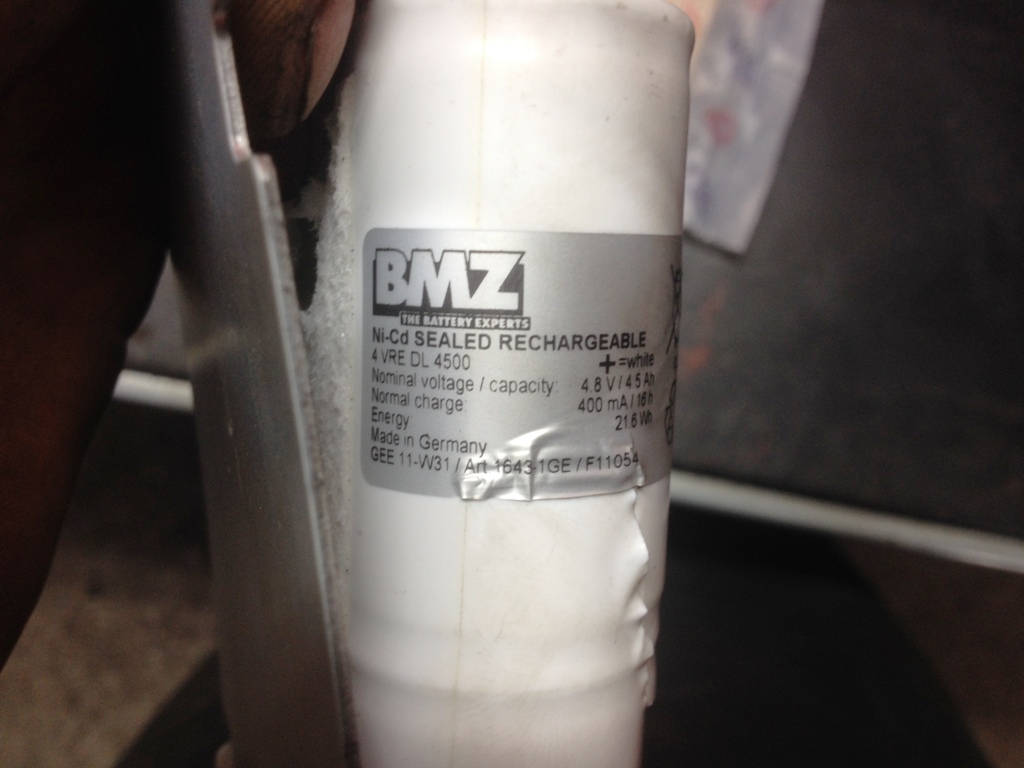 BMZ
THE BATTERY EXPERTS
Ni-Cd SEALED RECHARGEABLE
4 VRE DL 4500 +=white
Nominal voltage / capacity: 4.8 V / 4.5 Ah
Normal charge: 400 mA / 16 h
Energy 21.6 Wh
Made in Germany
GEE 11-W31 / Art 1643-1GE / F11054